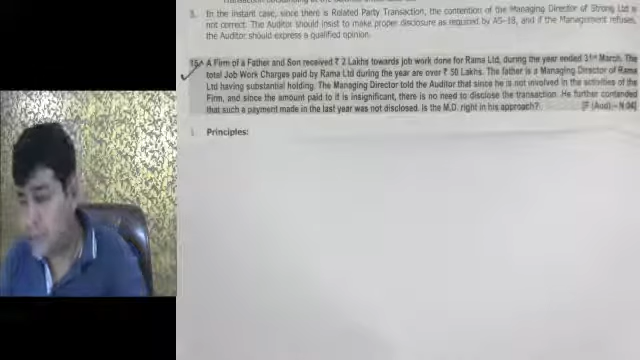 3. In the instant case, since there is Related Party Transaction, the contention of the Managing Director of Strong Ltd is
not correct. The Auditor should insist to make proper disclosure as required by AS-18, and if the Management refuses,
the Auditor should express a qualified opinion.
15. A Firm of a Father and Son received ₹ 2 Lakhs towards job work done for Rama Ltd, during the year ended 31st March. The
total Job Work Charges paid by Rama Ltd during the year are over ₹ 50 Lakhs. The Father is a Managing Director of Rama
Ltd having substantial holding. The Managing Director told the Auditor that since he is not involved in the activities of the
Firm, and since the amount paid to it is insignificant, there is no need to disclose the transaction. He further contended
that such a payment made in the last year was not disclosed. Is the M.D. right in his approach?
Principles: